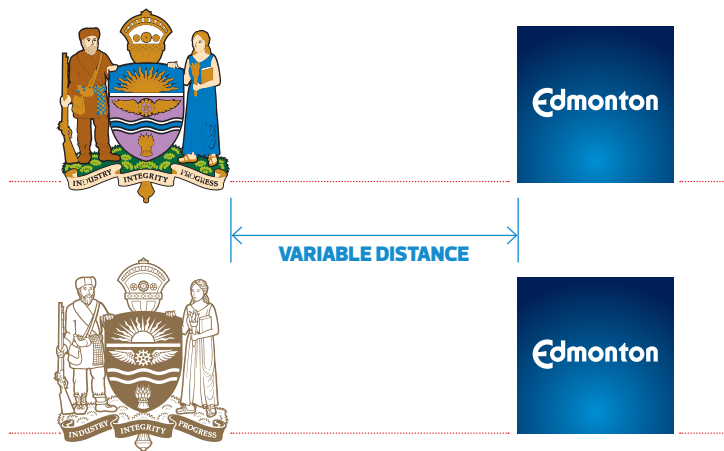 Edmonton
INDUSTRY INTEGRITY PROGRESS
VARIABLE DISTANCE
Edmonton
INDUSTRY INTEGRITY PROGRESS